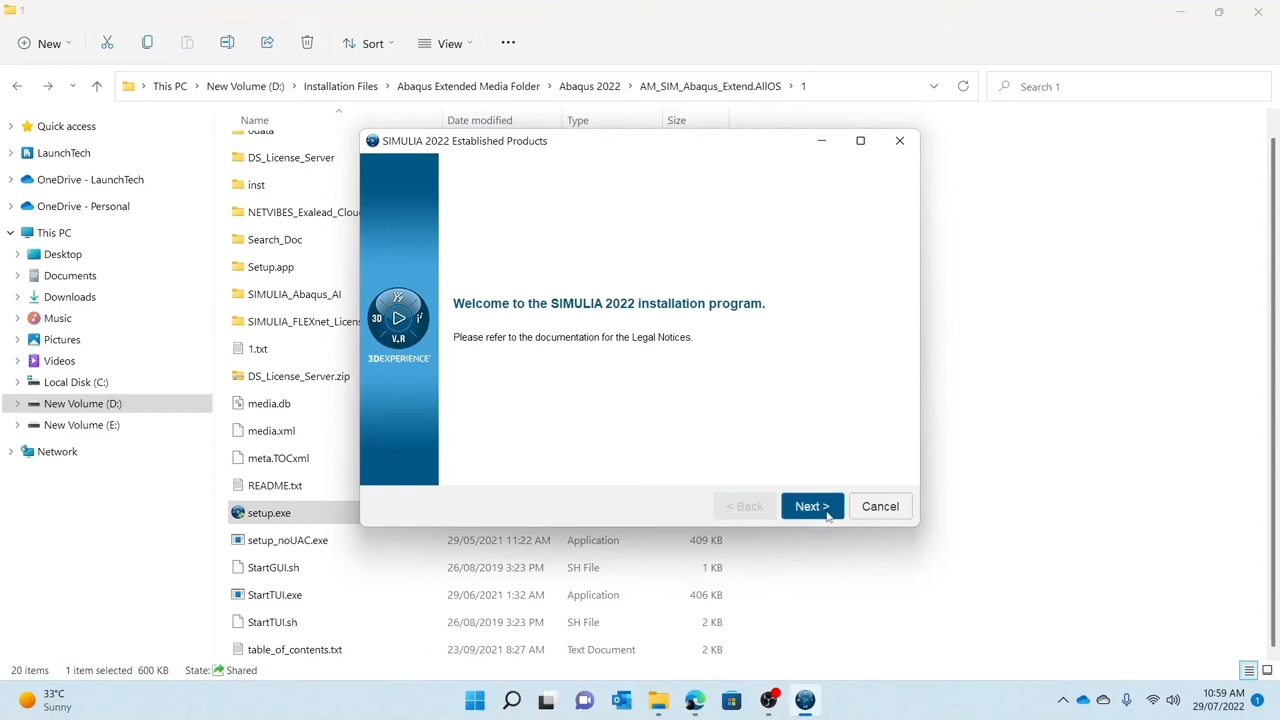 1
New
Sort
View
This PC
New Volume (D:)
Installation Files
Abaqus Extended Media Folder
Abaqus 2022
AM_SIM_Abaqus_Extend.AllOS
1
Search 1
Quick access
LaunchTech
OneDrive - LaunchTech
OneDrive - Personal
This PC
Desktop
Documents
Downloads
Music
Pictures
Videos
Local Disk (C:)
New Volume (D:)
New Volume (E:)
Network
Name
Date modified
Type
Size
DS_License_Server
inst
NETVIBES_Exalead_Clou
Search_Doc
Setup.app
SIMULIA_Abaqus_AI
SIMULIA_FLEXnet_Licens
1.txt
DS_License_Server.zip
media.db
media.xml
meta.TOCxml
README.txt
setup.exe
setup_noUAC.exe 29/05/2021 11:22 AM Application 409 KB
StartGUI.sh 26/08/2019 3:23 PM SH File 1 KB
StartTUI.exe 29/06/2021 1:32 AM Application 406 KB
StartTUI.sh 26/08/2019 3:23 PM SH File 2 KB
table_of_contents.txt 23/09/2021 8:27 AM Text Document 2 KB
SIMULIA 2022 Established Products
3D
V.R
3DEXPERIENCE
Welcome to the SIMULIA 2022 installation program.
Please refer to the documentation for the Legal Notices.
< Back
Next >
Cancel
20 items 1 item selected 600 KB State: Shared
33°C
Sunny
10:59 AM
29/07/2022
1